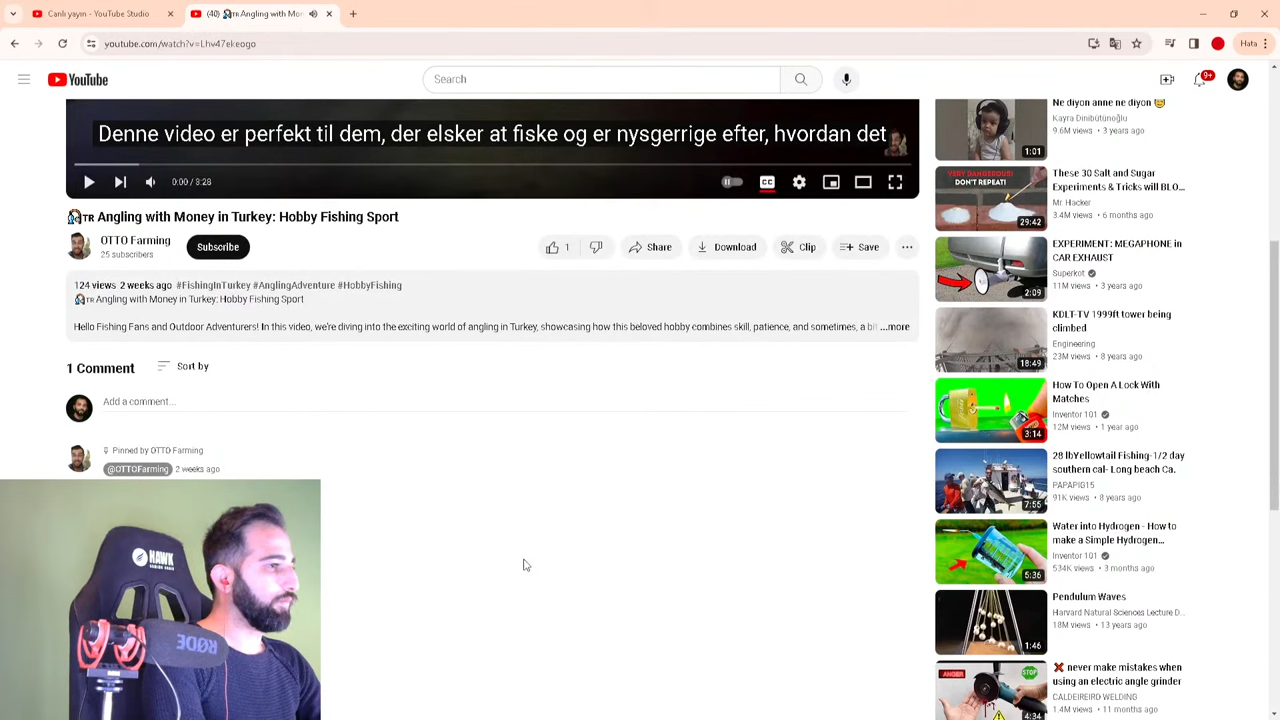 Canlı yayın - YouTube Studio
(40) TR Angling with Mon
youtube.com/watch?v=Lhv47ekeogo
Hata
YouTube
Search
9+
Denne video er perfekt til dem, der elsker at fiske og er nysgerrige efter, hvordan det
0:00 / 3:28
CC
TR Angling with Money in Turkey: Hobby Fishing Sport
OTTO Farming
25 subscribers
Subscribe
1
Share
Download
Clip
Save
124 views 2 weeks ago #FishingInTurkey #AnglingAdventure #HobbyFishing
TR Angling with Money in Turkey: Hobby Fishing Sport
Hello Fishing Fans and Outdoor Adventurers! In this video, we're diving into the exciting world of angling in Turkey, showcasing how this beloved hobby combines skill, patience, and sometimes, a bit ...more
1 Comment
Sort by
Add a comment...
Pinned by OTTO Farming
@OTTOFarming 2 weeks ago
HAWK
RØDE
Ne diyon anne ne diyon
Kayra Dinibütünoğlu
9.6M views • 3 years ago
1:01
VERY DANGEROUS!
DON'T REPEAT!
29:42
These 30 Salt and Sugar
Experiments & Tricks will BLO...
Mr. Hacker
3.4M views • 6 months ago
2:09
EXPERIMENT: MEGAPHONE in
CAR EXHAUST
Superkot
11M views • 3 years ago
18:49
KDLT-TV 1999ft tower being
climbed
Engineering
23M views • 8 years ago
3:14
How To Open A Lock With
Matches
Inventor 101
12M views • 1 year ago
7:55
28 lbYellowtail Fishing-1/2 day
southern cal- Long beach Ca.
PAPAPIG15
91K views • 8 years ago
5:36
Water into Hydrogen - How to
make a Simple Hydrogen...
Inventor 101
534K views • 3 months ago
1:46
Pendulum Waves
Harvard Natural Sciences Lecture D...
18M views • 13 years ago
DANGER
STOP
4:34
never make mistakes when
using an electric angle grinder
CALDEIREIRO WELDING
1.4M views • 11 months ago